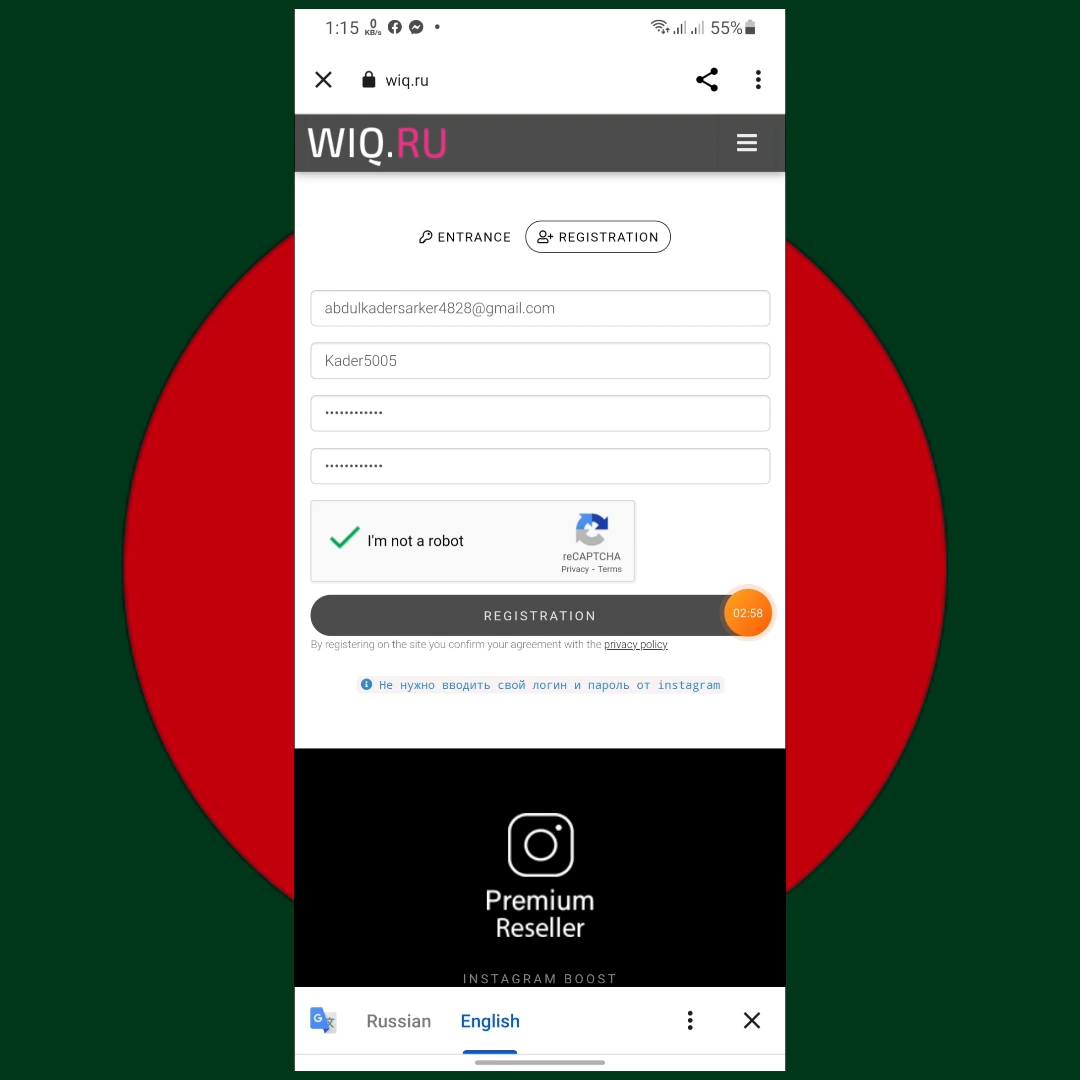 1:15 0 KB/s 55%
wiq.ru
WIQ.RU
ENTRANCE REGISTRATION
abdulkadersarker4828@gmail.com
Kader5005
••••••••••••
••••••••••••
I'm not a robot
reCAPTCHA
Privacy - Terms
REGISTRATION 02:58
By registering on the site you confirm your agreement with the privacy policy
Не нужно вводить свой логин и пароль от instagram
Premium
Reseller
INSTAGRAM BOOST
G 文 Russian English